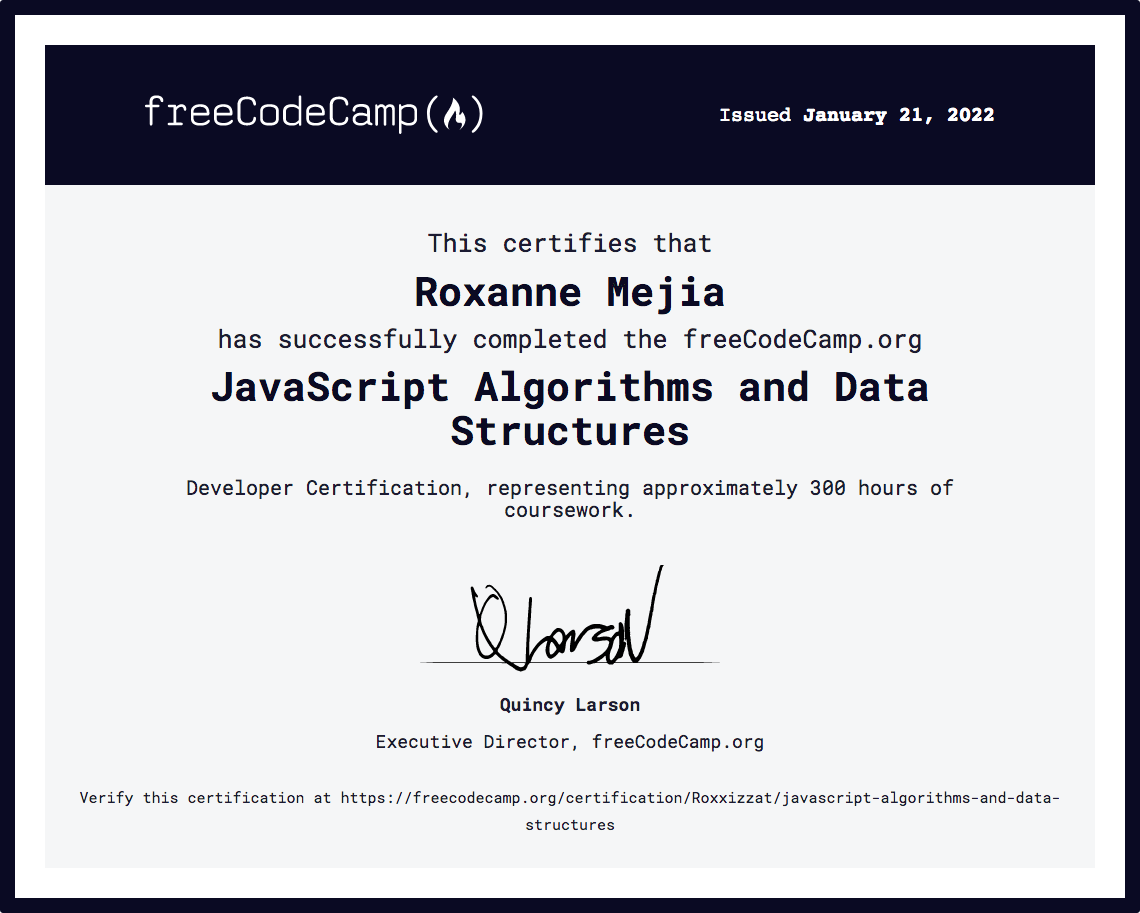 freeCodeCamp(🔥)
Issued January 21, 2022
This certifies that
Roxanne Mejia
has successfully completed the freeCodeCamp.org
JavaScript Algorithms and Data
Structures
Developer Certification, representing approximately 300 hours of
coursework.
Q Larson
Quincy Larson
Executive Director, freeCodeCamp.org
Verify this certification at https://freecodecamp.org/certification/Roxxizzat/javascript-algorithms-and-data-
structures